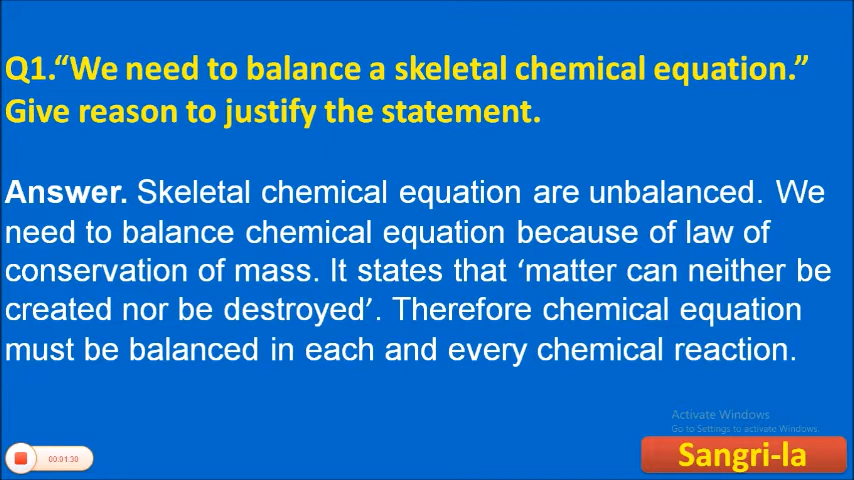 Q1.“We need to balance a skeletal chemical equation.”
Give reason to justify the statement.
Answer. Skeletal chemical equation are unbalanced. We
need to balance chemical equation because of law of
conservation of mass. It states that ‘matter can neither be
created nor be destroyed’. Therefore chemical equation
must be balanced in each and every chemical reaction.
Activate Windows
Go to Settings to activate Windows.
00:01:30
Sangri-la